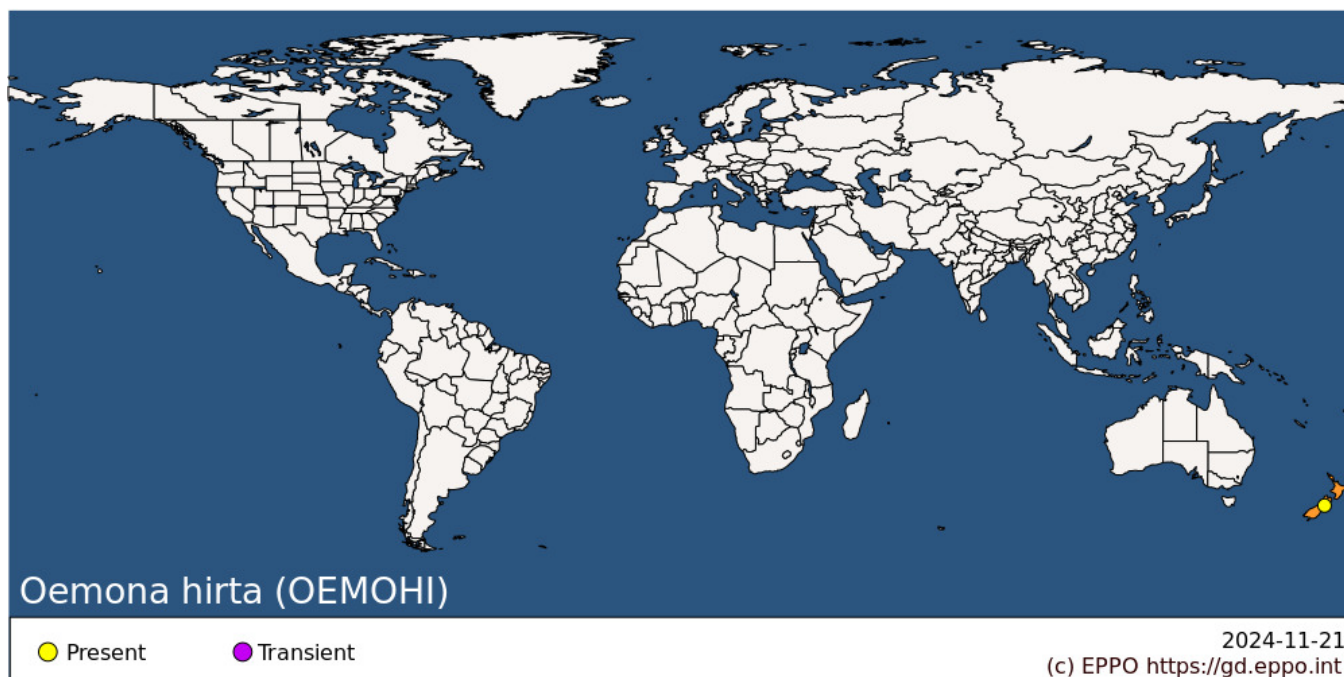 Oemona hirta (OEMOHI)
Present
Transient
2024-11-21
(c) EPPO https://gd.eppo.int